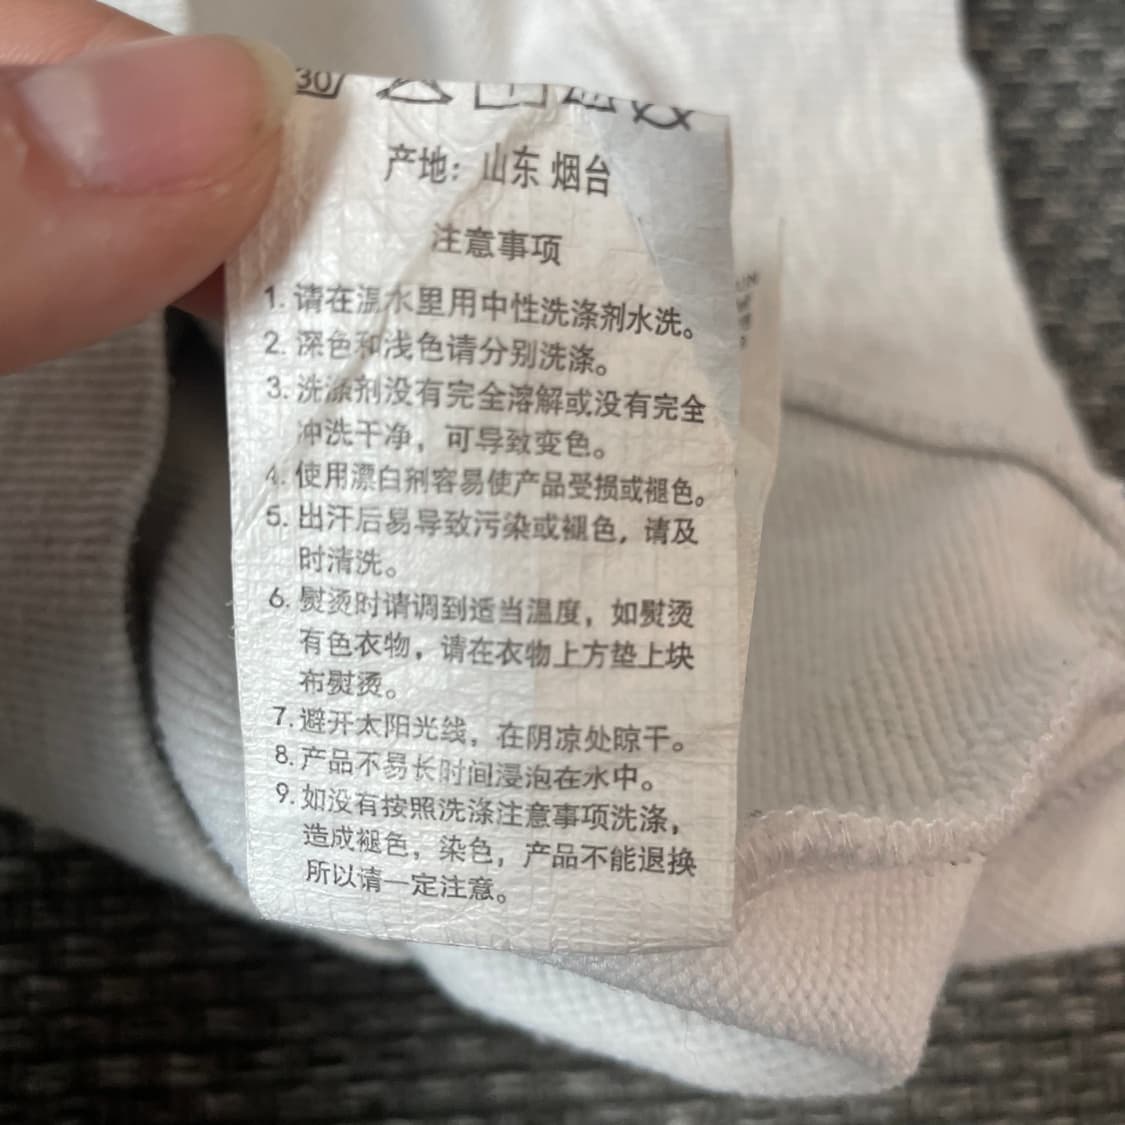 30
产地：山东 烟台
注意事项
1. 请在温水里用中性洗涤剂水洗。
2. 深色和浅色请分别洗涤。
3. 洗涤剂没有完全溶解或没有完全
冲洗干净，可导致变色。
4. 使用漂白剂容易使产品受损或褪色。
5. 出汗后易导致污染或褪色，请及
时清洗。
6. 熨烫时请调到适当温度，如熨烫
有色衣物，请在衣物上方垫上块
布熨烫。
7. 避开太阳光线，在阴凉处晾干。
8. 产品不易长时间浸泡在水中。
9. 如没有按照洗涤注意事项洗涤，
造成褪色，染色，产品不能退换
所以请一定注意。